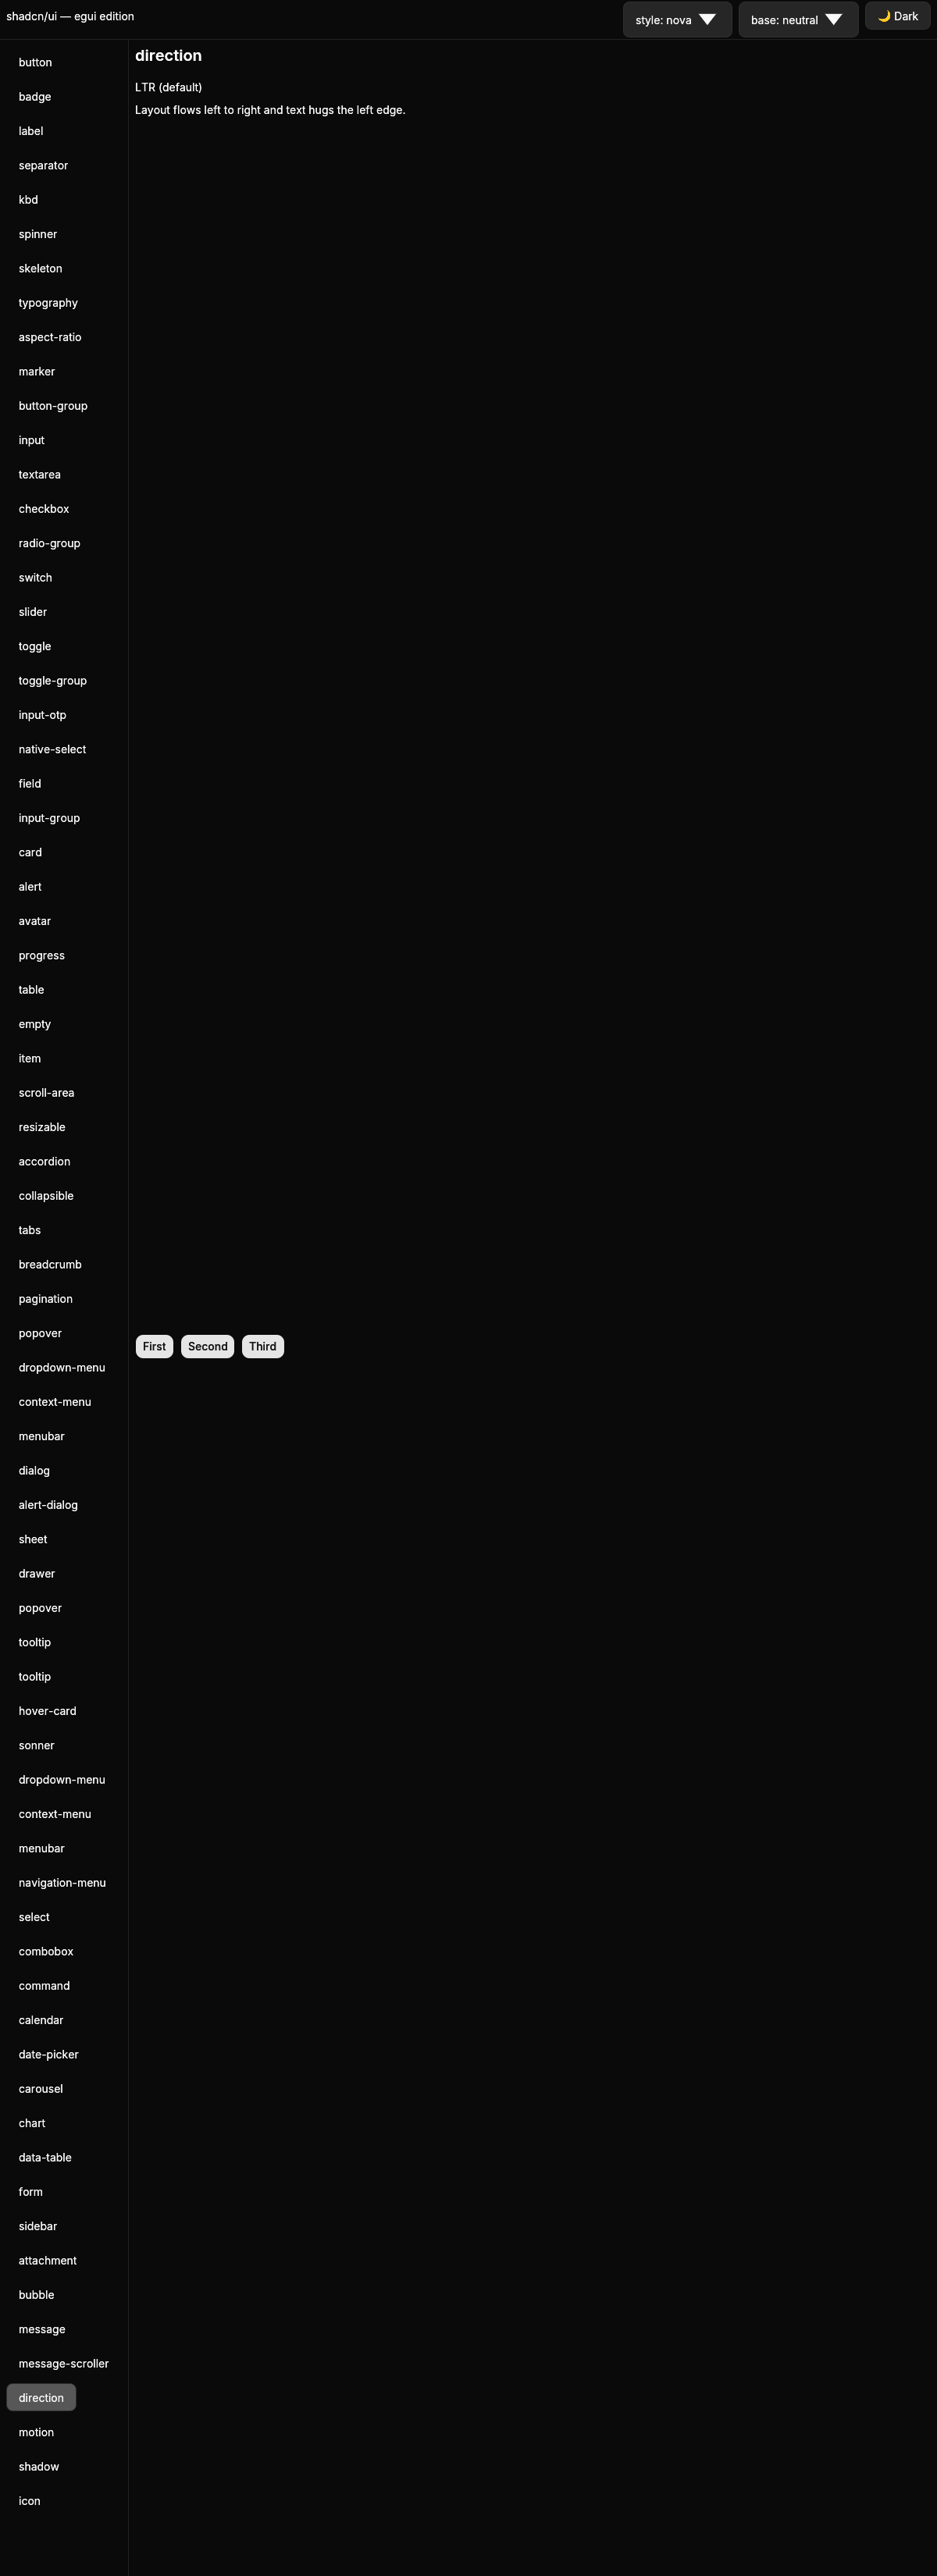 shadcn/ui — egui edition
style: nova
base: neutral
🌙 Dark
button
badge
label
separator
kbd
spinner
skeleton
typography
aspect-ratio
marker
button-group
input
textarea
checkbox
radio-group
switch
slider
toggle
toggle-group
input-otp
native-select
field
input-group
card
alert
avatar
progress
table
empty
item
scroll-area
resizable
accordion
collapsible
tabs
breadcrumb
pagination
popover
dropdown-menu
context-menu
menubar
dialog
alert-dialog
sheet
drawer
popover
tooltip
tooltip
hover-card
sonner
dropdown-menu
context-menu
menubar
navigation-menu
select
combobox
command
calendar
date-picker
carousel
chart
data-table
form
sidebar
attachment
bubble
message
message-scroller
direction
motion
shadow
icon
direction
LTR (default)
Layout flows left to right and text hugs the left edge.
First
Second
Third